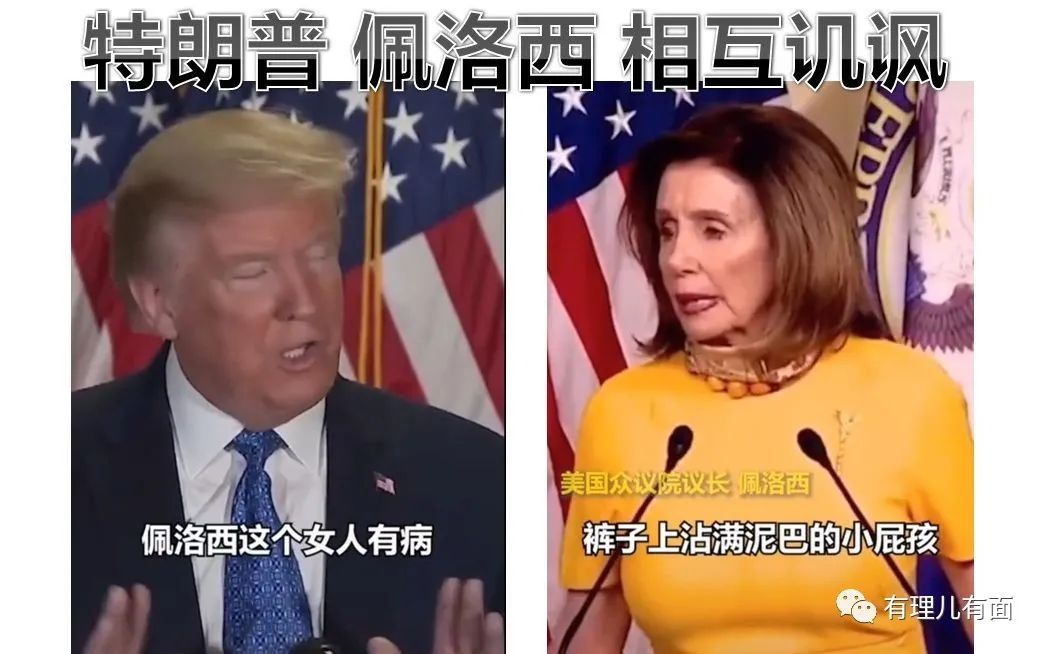 特朗普 佩洛西 相互讥讽
佩洛西这个女人有病
美国众议院议长 佩洛西
裤子上沾满泥巴的小屁孩
有理儿有面